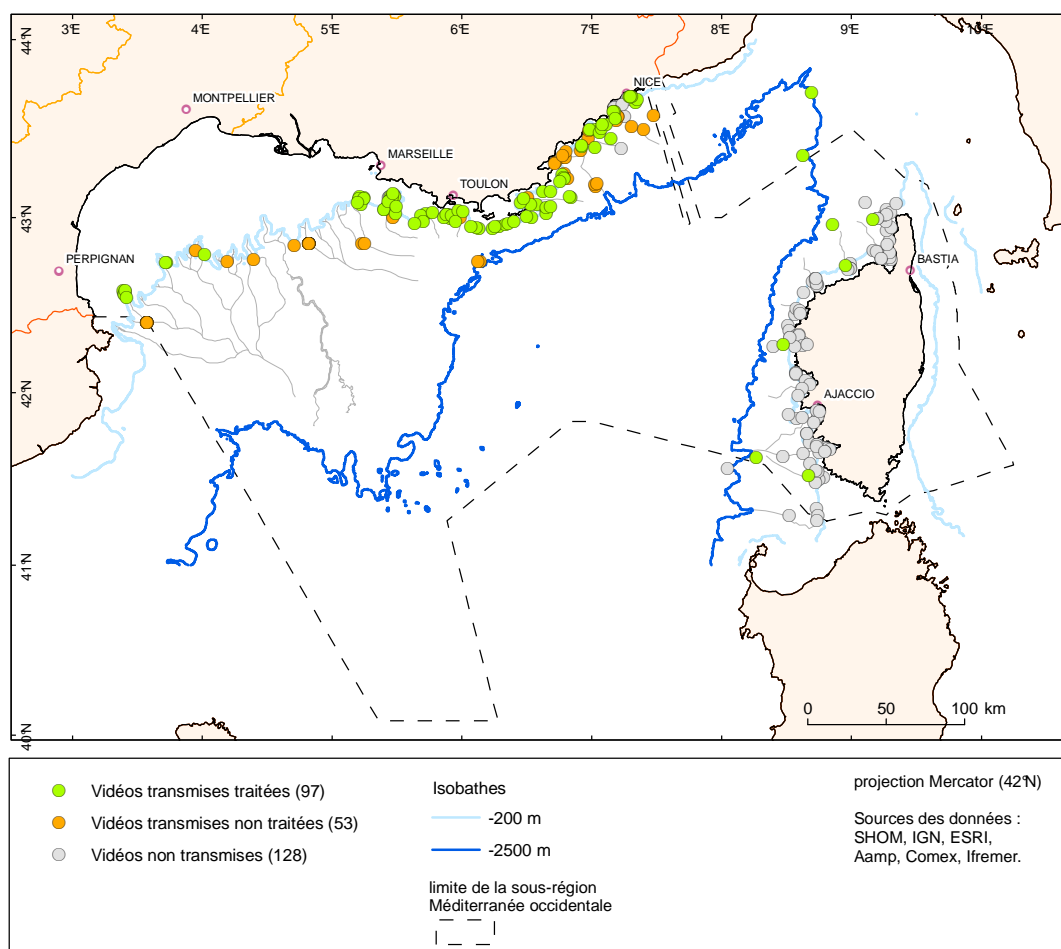 3°E 4°E 5°E 6°E 7°E 8°E 9°E 10°E
44°N
NICE
MONTPELLIER
MARSEILLE
TOULON
43°N
PERPIGNAN
BASTIA
42°N
AJACCIO
41°N
0 50 100 km
40°N
Vidéos transmises traitées (97)
Vidéos transmises non traitées (53)
Vidéos non transmises (128)
Isobathes
-200 m
-2500 m
limite de la sous-région
Méditerranée occidentale
projection Mercator (42°N)
Sources des données :
SHOM, IGN, ESRI,
Aamp, Comex, Ifremer.